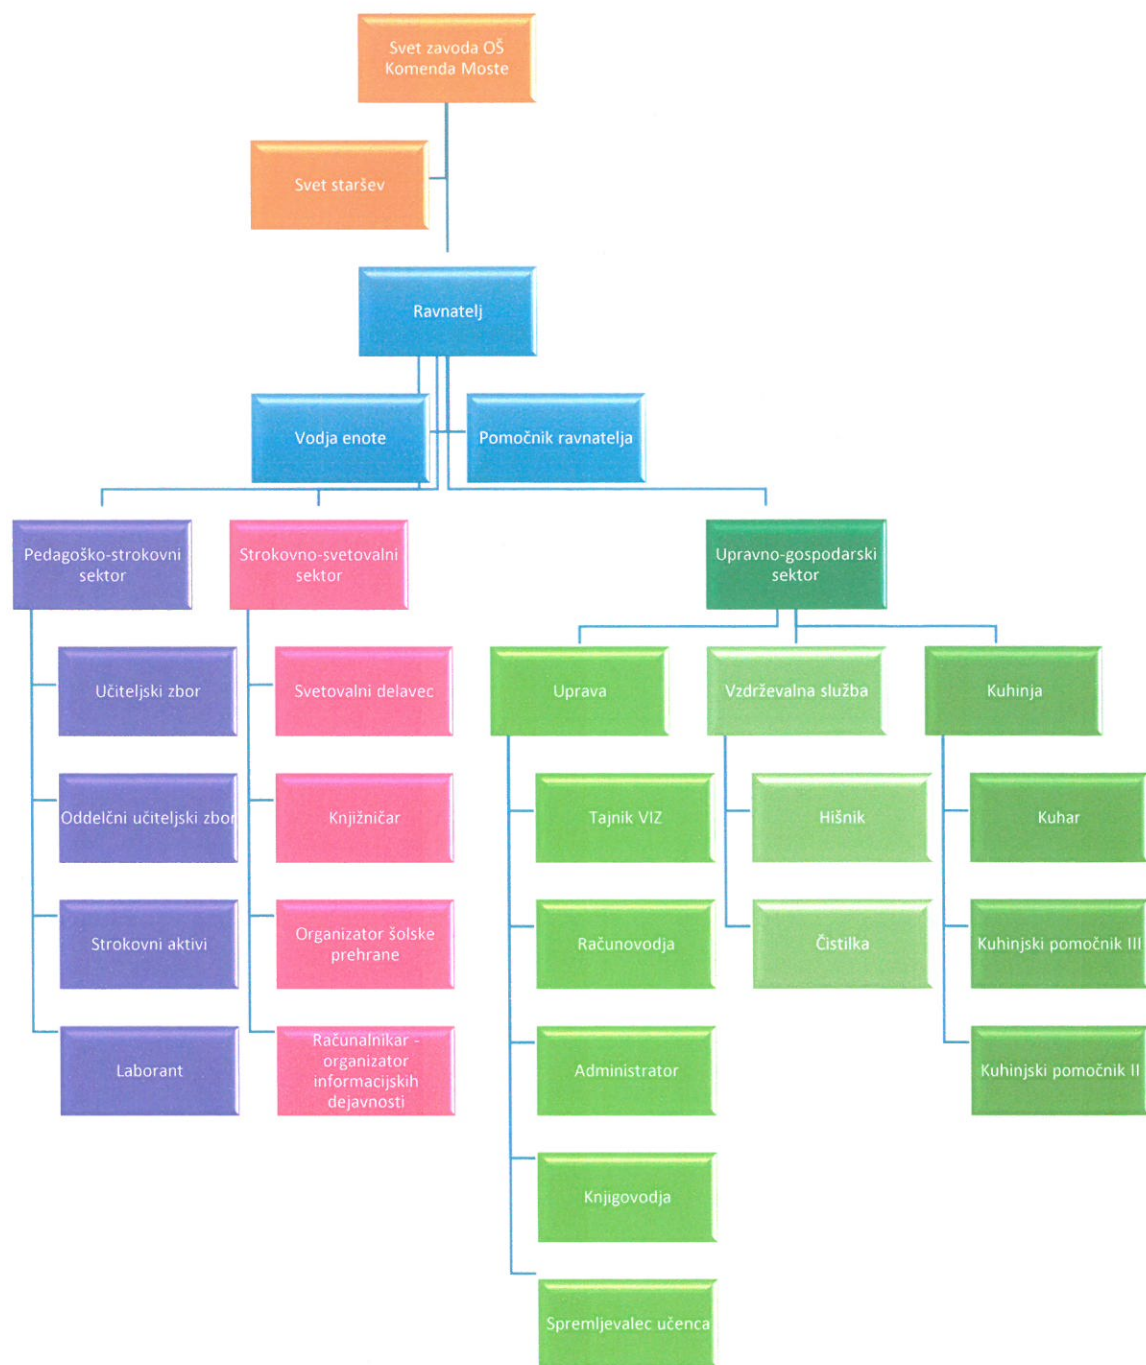 Svet zavoda OŠ
Komenda Moste
Svet staršev
Ravnatelj
Vodja enote
Pomočnik ravnatelja
Pedagoško-strokovni
sektor
Strokovno-svetovalni
sektor
Upravno-gospodarski
sektor
Učiteljski zbor
Oddelčni učiteljski zbor
Strokovni aktivi
Laborant
Svetovalni delavec
Knjižničar
Organizator šolske
prehrane
Računalnikar -
organizator
informacijskih
dejavnosti
Uprava
Tajnik VIZ
Računovodja
Administrator
Knjigovodja
Spremljevalec učenca
Vzdrževalna služba
Hišnik
Čistilka
Kuhinja
Kuhar
Kuhinjski pomočnik III
Kuhinjski pomočnik II